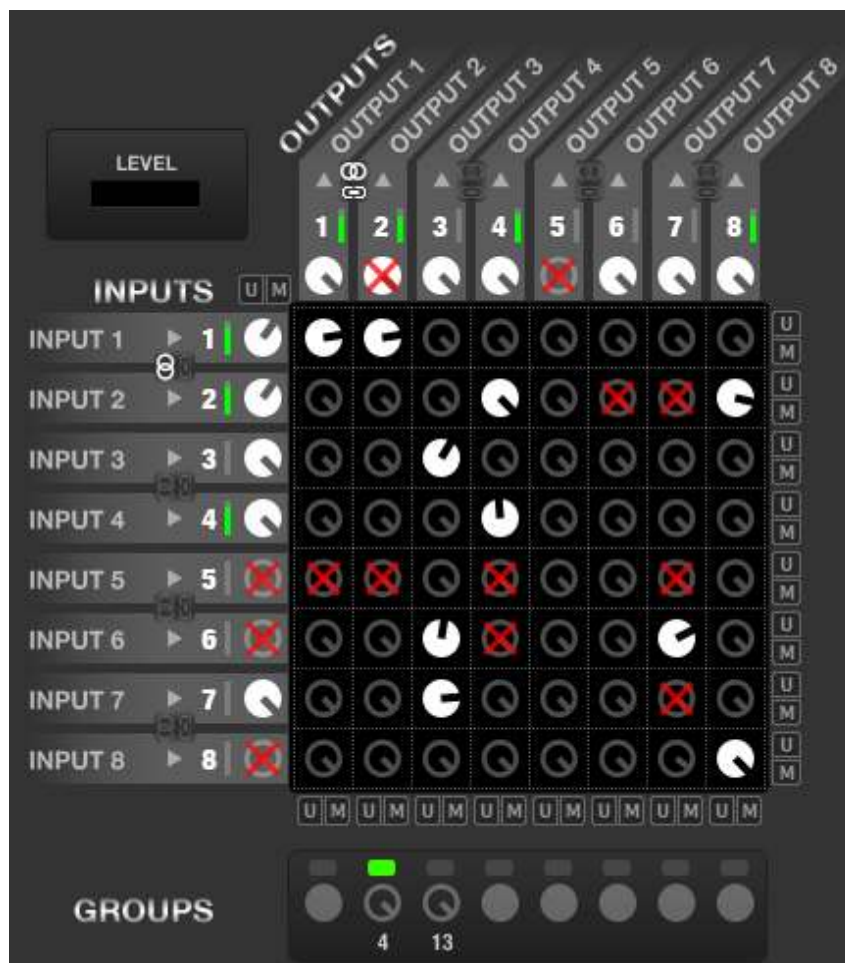 OUTPUTS
OUTPUT 1
OUTPUT 2
OUTPUT 3
OUTPUT 4
OUTPUT 5
OUTPUT 6
OUTPUT 7
OUTPUT 8
LEVEL
1 2 3 4 5 6 7 8
INPUTS U M
INPUT 1 1 U M
INPUT 2 2 U M
INPUT 3 3 U M
INPUT 4 4 U M
INPUT 5 5 U M
INPUT 6 6 U M
INPUT 7 7 U M
INPUT 8 8 U M
U M U M U M U M U M U M U M U M
GROUPS
4 13